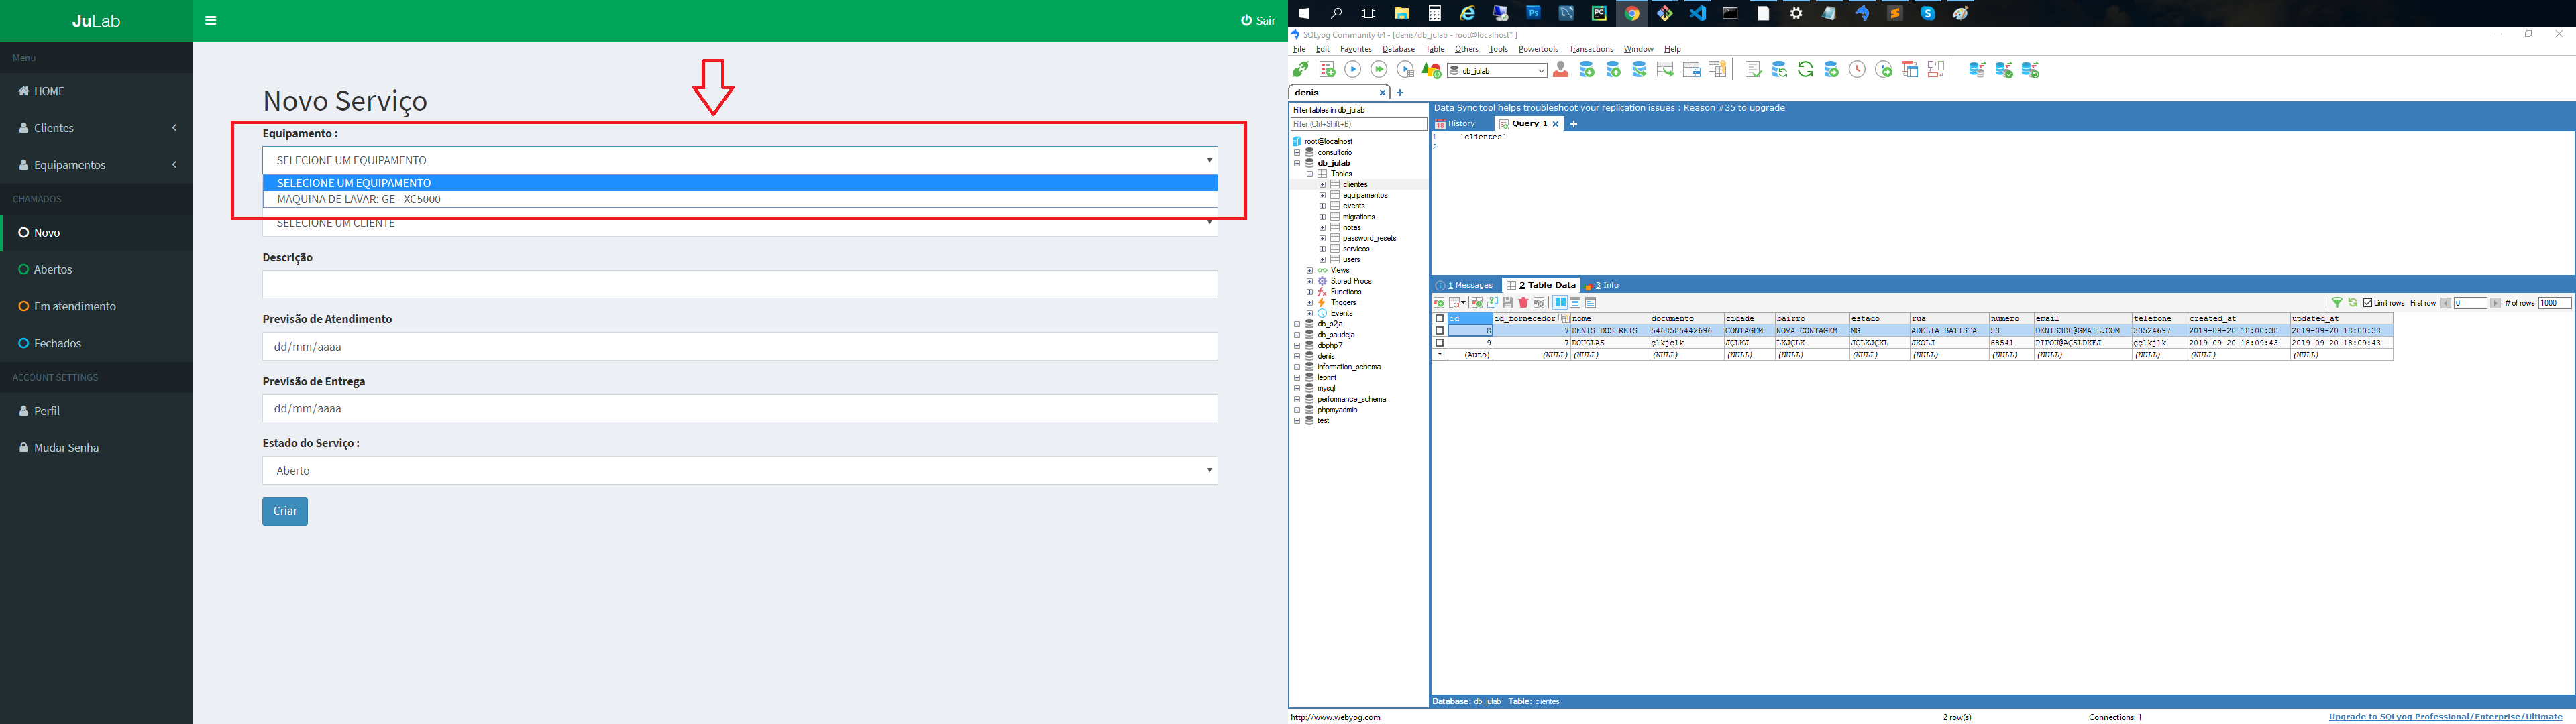 JuLab
Sair
Menu
HOME
Clientes
Equipamentos
CHAMADOS
Novo
Abertos
Em atendimento
Fechados
ACCOUNT SETTINGS
Perfil
Mudar Senha
Novo Serviço
Equipamento :
SELECIONE UM EQUIPAMENTO
SELECIONE UM EQUIPAMENTO
MAQUINA DE LAVAR: GE - XC5000
SELECIONE UM CLIENTE
Descrição
Previsão de Atendimento
dd/mm/aaaa
Previsão de Entrega
dd/mm/aaaa
Estado do Serviço :
Aberto
Criar
SQLyog Community 64 - [denis/db_julab - root@localhost* ]
File Edit Favorites Database Table Others Tools Powertools Transactions Window Help
db_julab
denis
Filter tables in db_julab
Filter (Ctrl+Shift+B)
root@localhost
consultorio
db_julab
Tables
clientes
equipamentos
events
migrations
notas
password_resets
servicos
users
Views
Stored Procs
Functions
Triggers
Events
db_s2ja
db_saudeja
dbphp7
denis
information_schema
leprint
mysql
performance_schema
phpmyadmin
test
Data Sync tool helps troubleshoot your replication issues : Reason #35 to upgrade
History Query 1
1 `clientes`
2
1 Messages 2 Table Data 3 Info
Limit rows First row 0 # of rows 1000
id id_fornecedor nome documento cidade bairro estado rua numero email telefone created_at updated_at
8 7 DENIS DOS REIS 5468585442696 CONTAGEM NOVA CONTAGEM MG ADELIA BATISTA 53 DENIS380@GMAIL.COM 33524697 2019-09-20 18:00:38 2019-09-20 18:00:38
9 7 DOUGLAS çlkjçlk JÇLKJ LKJÇLK JÇLKJÇKL JKOLJ 68541 PIPOU@AÇSLDKFJ ççlkjlk 2019-09-20 18:09:43 2019-09-20 18:09:43
* (Auto) (NULL) (NULL) (NULL) (NULL) (NULL) (NULL) (NULL) (NULL) (NULL) (NULL) (NULL) (NULL)
Database: db_julab Table: clientes
http://www.webyog.com 2 row(s) Connections: 1 Upgrade to SQLyog Professional/Enterprise/Ultimate